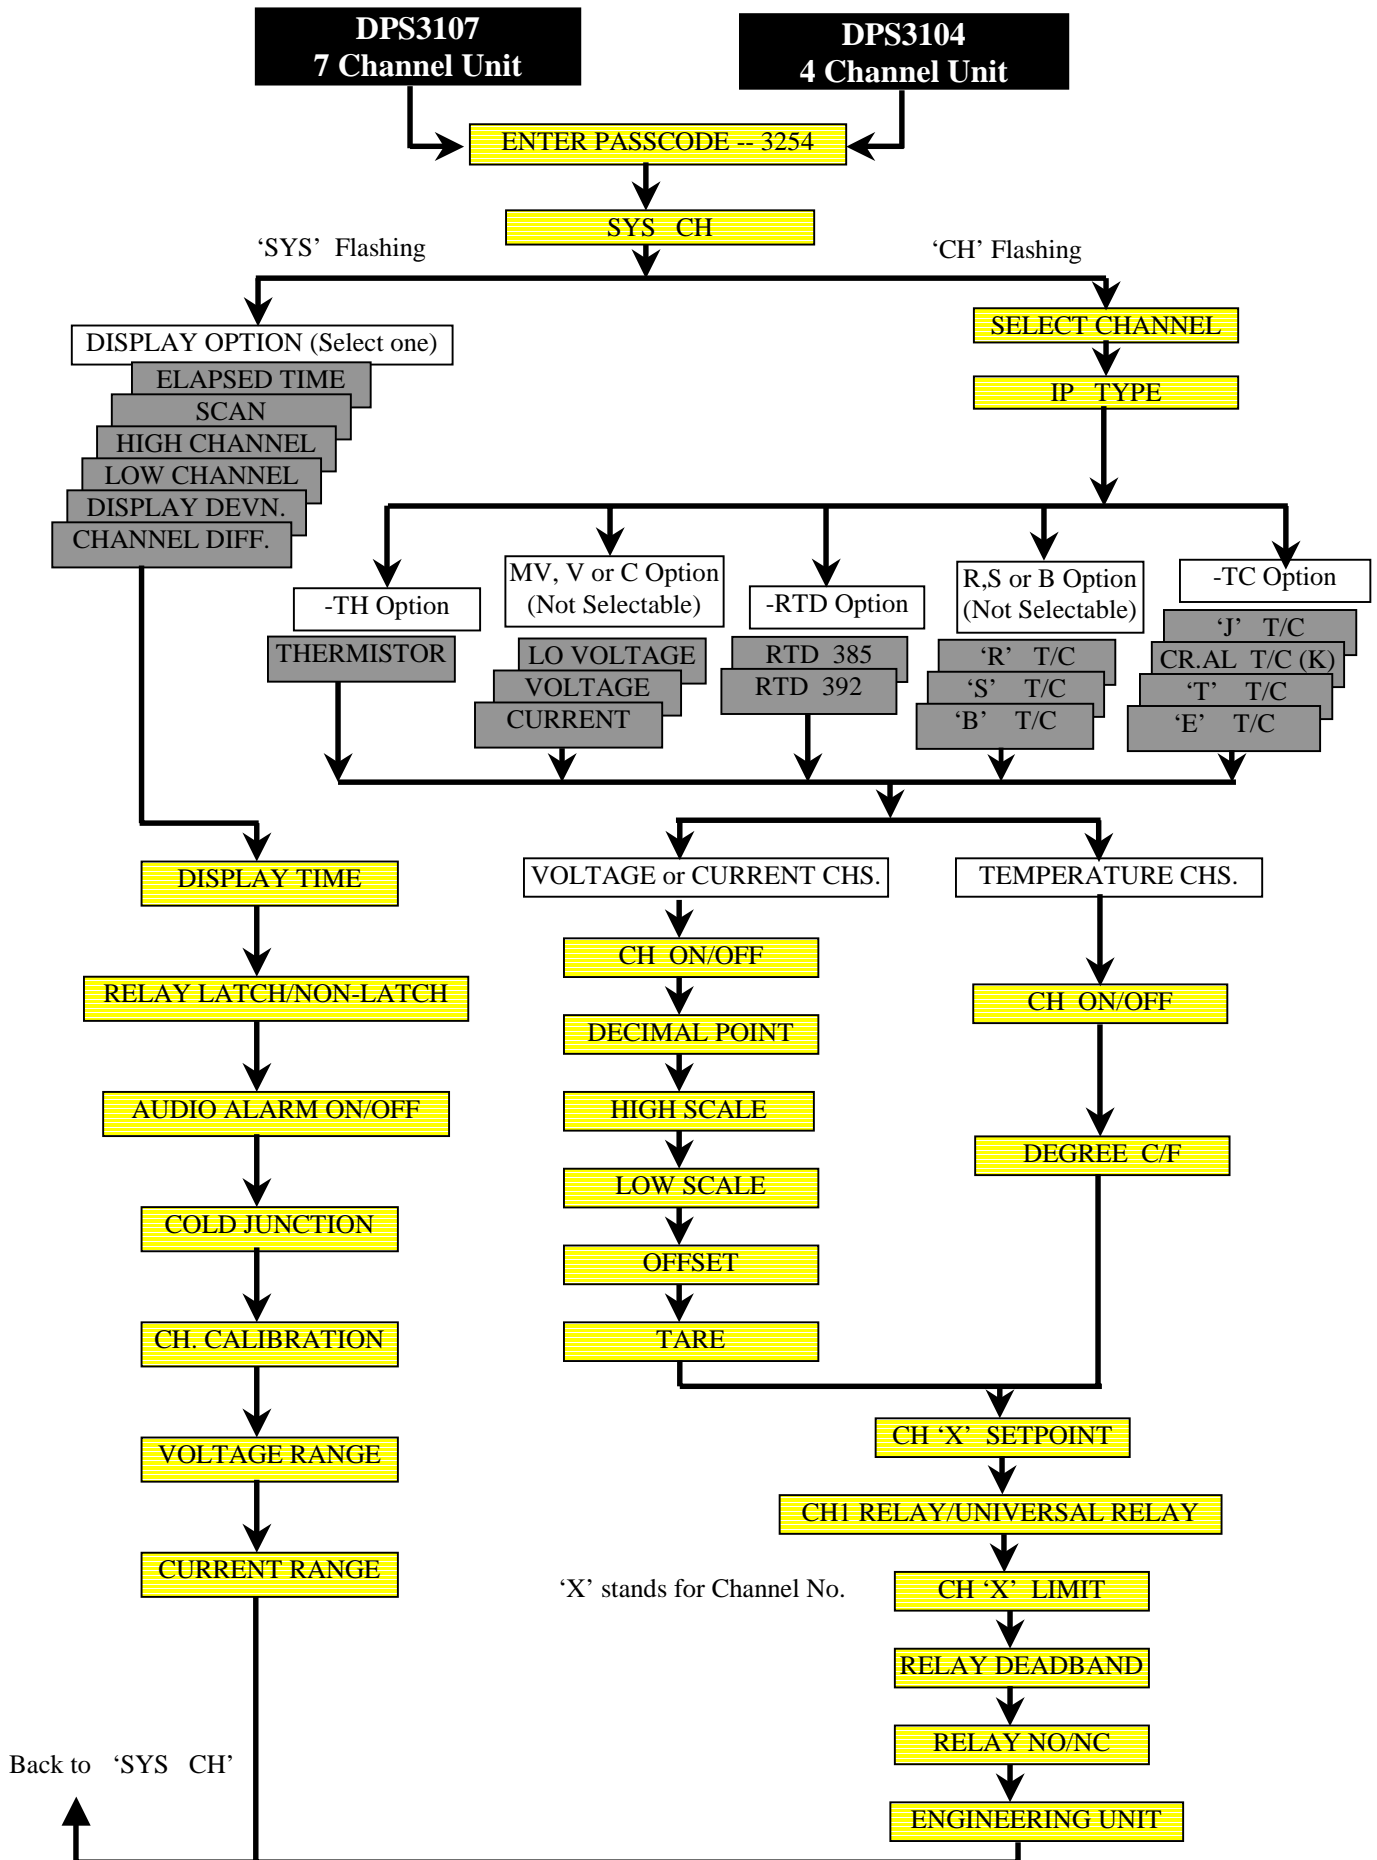 DPS3107
7 Channel Unit
DPS3104
4 Channel Unit
ENTER PASSCODE -- 3254
SYS CH
‘SYS’ Flashing
‘CH’ Flashing
DISPLAY OPTION (Select one)
ELAPSED TIME
SCAN
HIGH CHANNEL
LOW CHANNEL
DISPLAY DEVN.
CHANNEL DIFF.
SELECT CHANNEL
IP TYPE
-TH Option
THERMISTOR
MV, V or C Option
(Not Selectable)
LO VOLTAGE
VOLTAGE
CURRENT
-RTD Option
RTD 385
RTD 392
R,S or B Option
(Not Selectable)
‘R’ T/C
‘S’ T/C
‘B’ T/C
-TC Option
‘J’ T/C
CR.AL T/C (K)
‘T’ T/C
‘E’ T/C
DISPLAY TIME
RELAY LATCH/NON-LATCH
AUDIO ALARM ON/OFF
COLD JUNCTION
CH. CALIBRATION
VOLTAGE RANGE
CURRENT RANGE
VOLTAGE or CURRENT CHS.
CH ON/OFF
DECIMAL POINT
HIGH SCALE
LOW SCALE
OFFSET
TARE
TEMPERATURE CHS.
CH ON/OFF
DEGREE C/F
CH ‘X’ SETPOINT
CH1 RELAY/UNIVERSAL RELAY
‘X’ stands for Channel No.
CH ‘X’ LIMIT
RELAY DEADBAND
RELAY NO/NC
ENGINEERING UNIT
Back to ‘SYS CH’